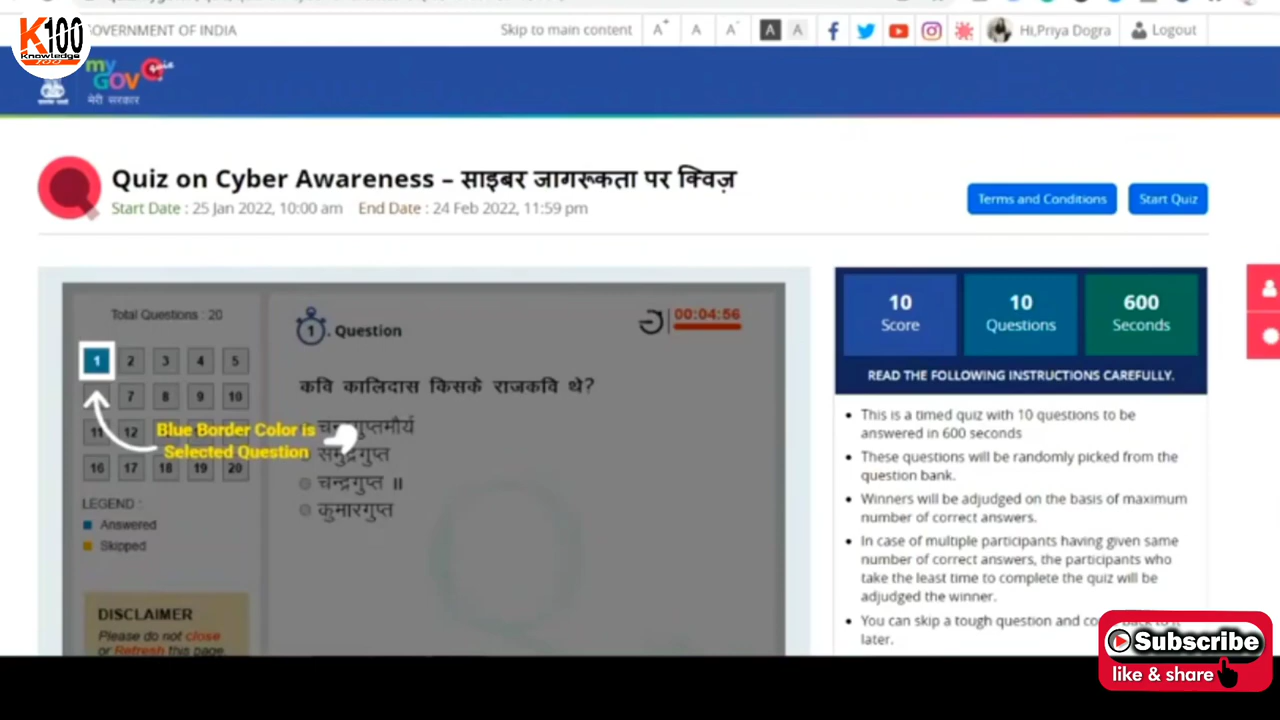 K100
Knowledge
100
GOVERNMENT OF INDIA
Skip to main content
A+ A A- A A
Hi,Priya Dogra
Logout
my
GOV
मेरी सरकार
Quiz on Cyber Awareness – साइबर जागरूकता पर क्विज़
Start Date : 25 Jan 2022, 10:00 am End Date : 24 Feb 2022, 11:59 pm
Terms and Conditions
Start Quiz
Total Questions : 20
1 2 3 4 5
7 8 9 10
11 12
16 17 18 19 20
Blue Border Color is
Selected Question
LEGEND :
Answered
Skipped
DISCLAIMER
Please do not close
or Refresh this page.
1 . Question
00:04:56
कवि कालिदास किसके राजकवि थे?
चन्द्रगुप्तमौर्य
समुद्रगुप्त
चन्द्रगुप्त II
कुमारगुप्त
10
Score
10
Questions
600
Seconds
READ THE FOLLOWING INSTRUCTIONS CAREFULLY.
This is a timed quiz with 10 questions to be
answered in 600 seconds
These questions will be randomly picked from the
question bank.
Winners will be adjudged on the basis of maximum
number of correct answers.
In case of multiple participants having given same
number of correct answers, the participants who
take the least time to complete the quiz will be
adjudged the winner.
You can skip a tough question and
later.
Subscribe
like & share